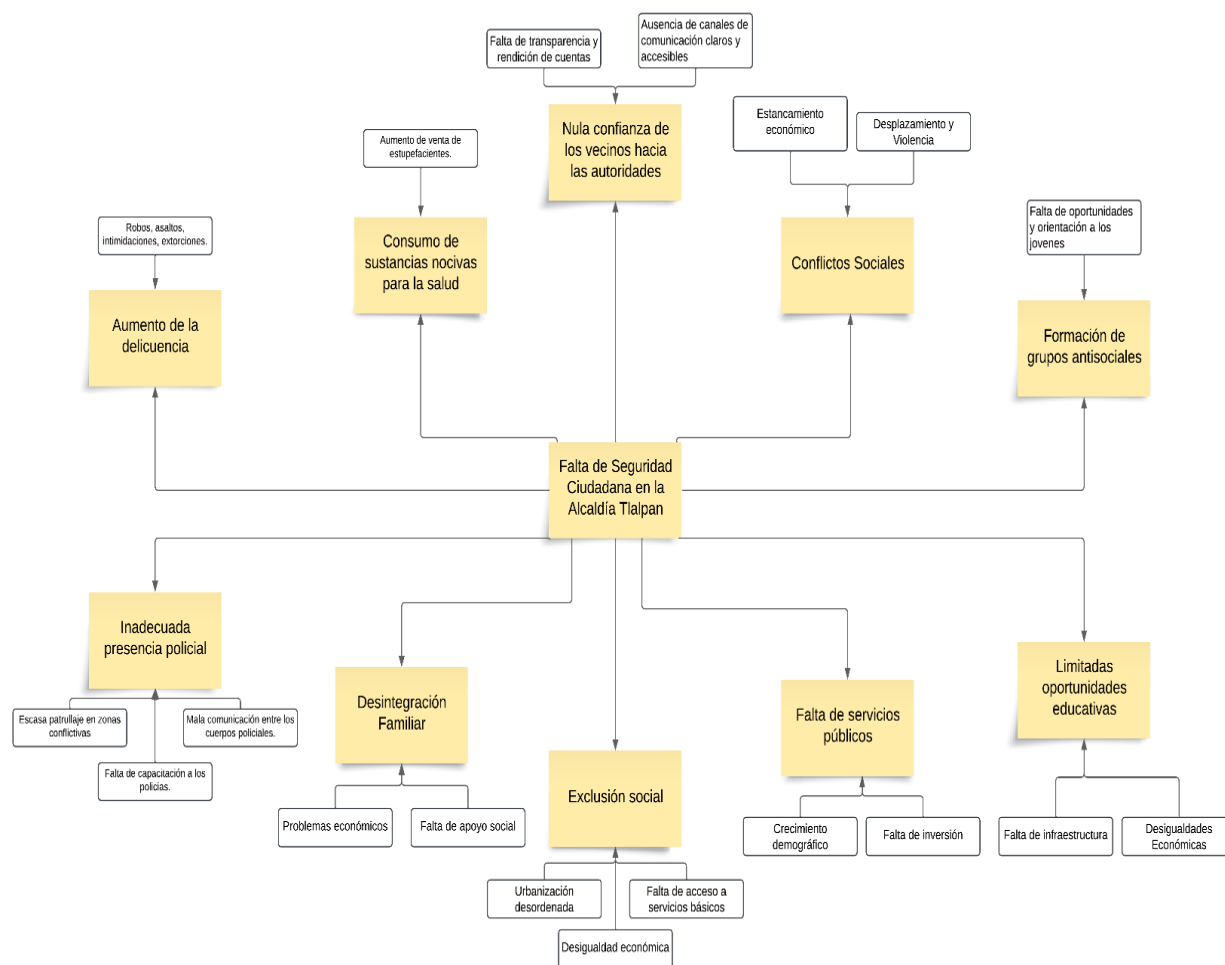 Falta de transparencia y
rendición de cuentas
Ausencia de canales de
comunicación claros y
accesibles
Nula confianza de
los vecinos hacia
las autoridades
Estancamiento
económico
Desplazamiento y
Violencia
Aumento de venta de
estupefacientes.
Consumo de
sustancias nocivas
para la salud
Conflictos Sociales
Falta de oportunidades
y orientación a los
jovenes
Robos, asaltos,
intimidaciones, extorciones.
Aumento de la
delicuencia
Formación de
grupos antisociales
Falta de Seguridad
Ciudadana en la
Alcaldía Tlalpan
Inadecuada
presencia policial
Escasa patrullaje en zonas
conflictivas
Mala comunicación entre los
cuerpos policiales.
Falta de capacitación a los
policias.
Desintegración
Familiar
Problemas económicos
Falta de apoyo social
Exclusión social
Urbanización
desordenada
Falta de acceso a
servicios básicos
Desigualdad económica
Falta de servicios
públicos
Crecimiento
demográfico
Falta de inversión
Limitadas
oportunidades
educativas
Falta de infraestructura
Desigualdades
Económicas